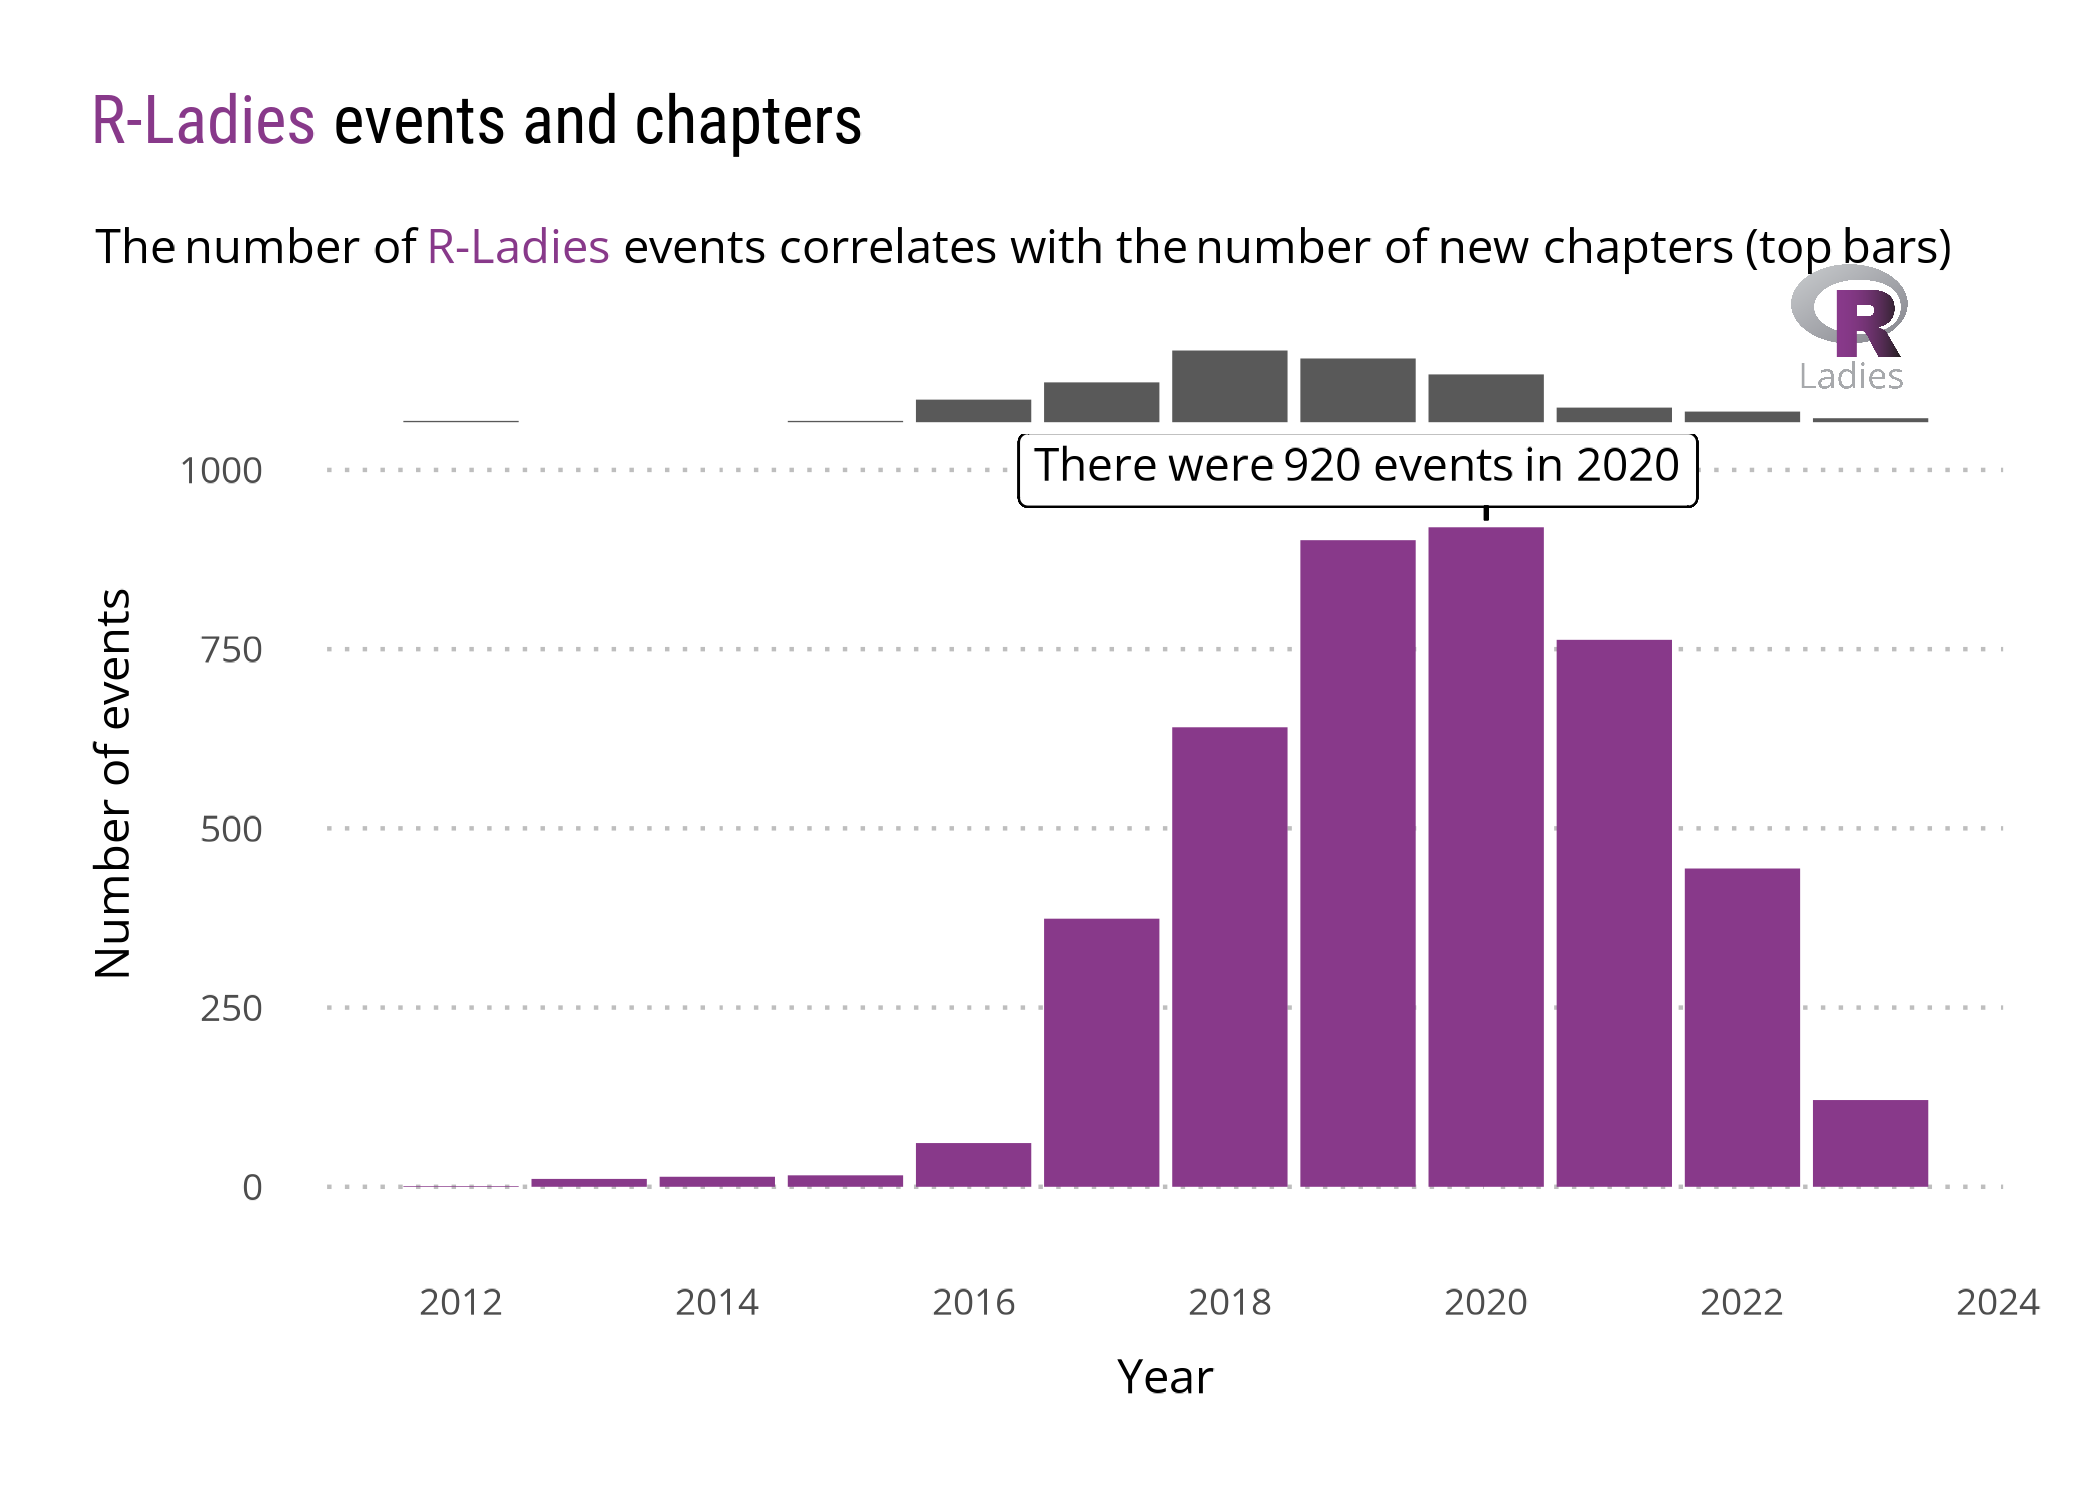 R-Ladies events and chapters
The number of R-Ladies events correlates with the number of new chapters (top bars)
R
Ladies
There were 920 events in 2020
1000
750
500
250
0
Number of events
2012 2014 2016 2018 2020 2022 2024
Year